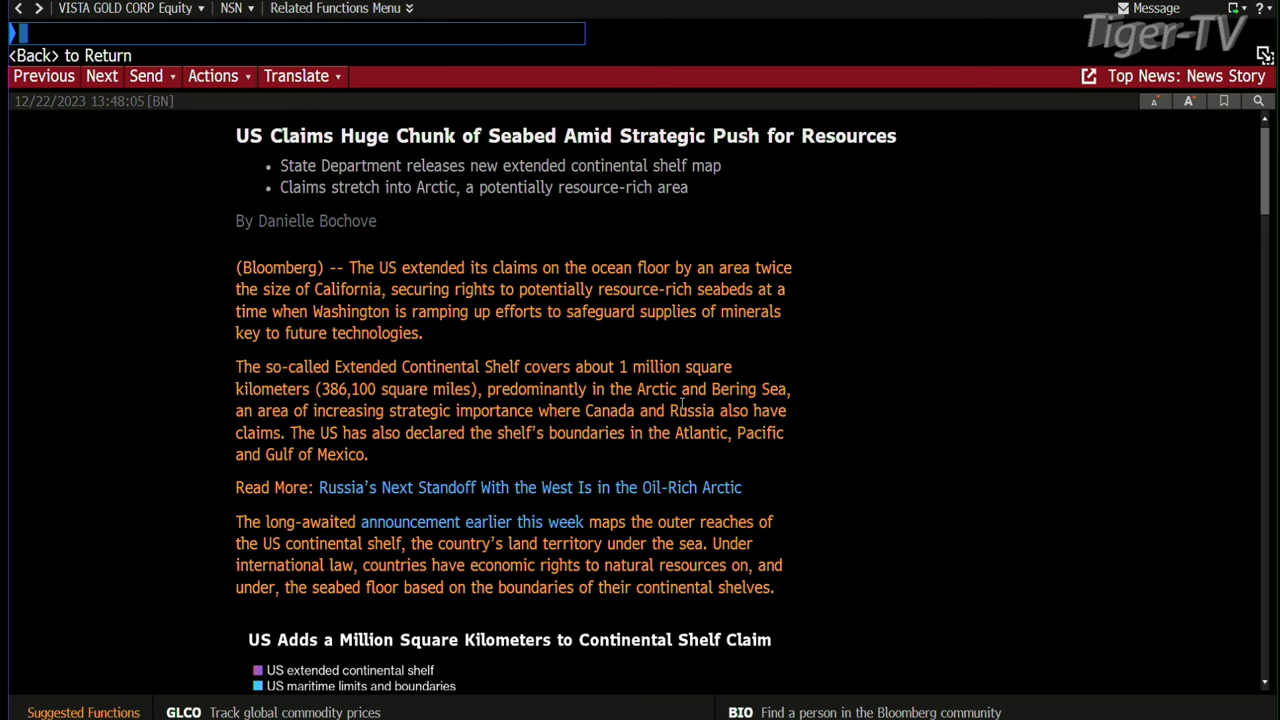 VISTA GOLD CORP Equity NSN Related Functions Menu Message ?
Tiger-TV
<Back> to Return
Previous Next Send Actions Translate Top News: News Story
12/22/2023 13:48:05 [BN] A A
US Claims Huge Chunk of Seabed Amid Strategic Push for Resources
• State Department releases new extended continental shelf map
• Claims stretch into Arctic, a potentially resource-rich area
By Danielle Bochove
(Bloomberg) -- The US extended its claims on the ocean floor by an area twice
the size of California, securing rights to potentially resource-rich seabeds at a
time when Washington is ramping up efforts to safeguard supplies of minerals
key to future technologies.
The so-called Extended Continental Shelf covers about 1 million square
kilometers (386,100 square miles), predominantly in the Arctic and Bering Sea,
an area of increasing strategic importance where Canada and Russia also have
claims. The US has also declared the shelf's boundaries in the Atlantic, Pacific
and Gulf of Mexico.
Read More: Russia's Next Standoff With the West Is in the Oil-Rich Arctic
The long-awaited announcement earlier this week maps the outer reaches of
the US continental shelf, the country's land territory under the sea. Under
international law, countries have economic rights to natural resources on, and
under, the seabed floor based on the boundaries of their continental shelves.
US Adds a Million Square Kilometers to Continental Shelf Claim
US extended continental shelf
US maritime limits and boundaries
Suggested Functions GLCO Track global commodity prices BIO Find a person in the Bloomberg community